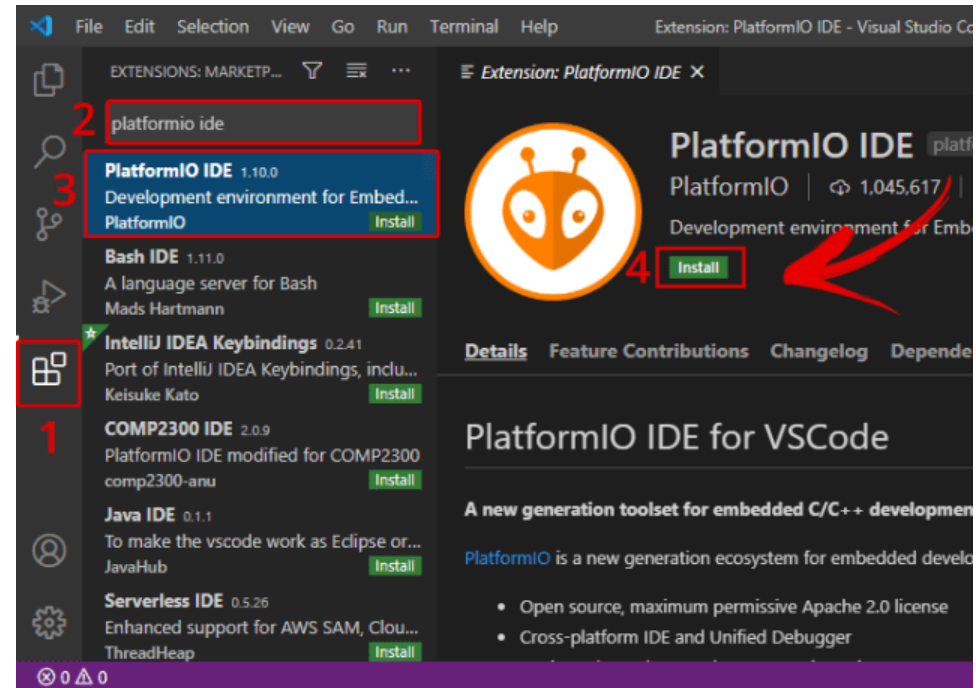 File Edit Selection View Go Run Terminal Help Extension: PlatformIO IDE - Visual Studio Co
EXTENSIONS: MARKETP... ···
Extension: PlatformIO IDE ×
2
platformio ide
3
PlatformIO IDE 1.10.0
Development environment for Embed...
PlatformIO Install
Bash IDE 1.11.0
A language server for Bash
Mads Hartmann Install
IntelliJ IDEA Keybindings 0.2.41
Port of IntelliJ IDEA Keybindings, inclu...
Keisuke Kato Install
1
COMP2300 IDE 2.0.9
PlatformIO IDE modified for COMP2300
comp2300-anu Install
Java IDE 0.1.1
To make the vscode work as Eclipse or...
JavaHub Install
Serverless IDE 0.5.26
Enhanced support for AWS SAM, Clou...
ThreadHeap Install
PlatformIO IDE platf
PlatformIO | 1,045,617 |
Development environment for Emb
4
Install
Details Feature Contributions Changelog Depende
PlatformIO IDE for VSCode
A new generation toolset for embedded C/C++ developmen
PlatformIO is a new generation ecosystem for embedded develo
• Open source, maximum permissive Apache 2.0 license
• Cross-platform IDE and Unified Debugger
0 0